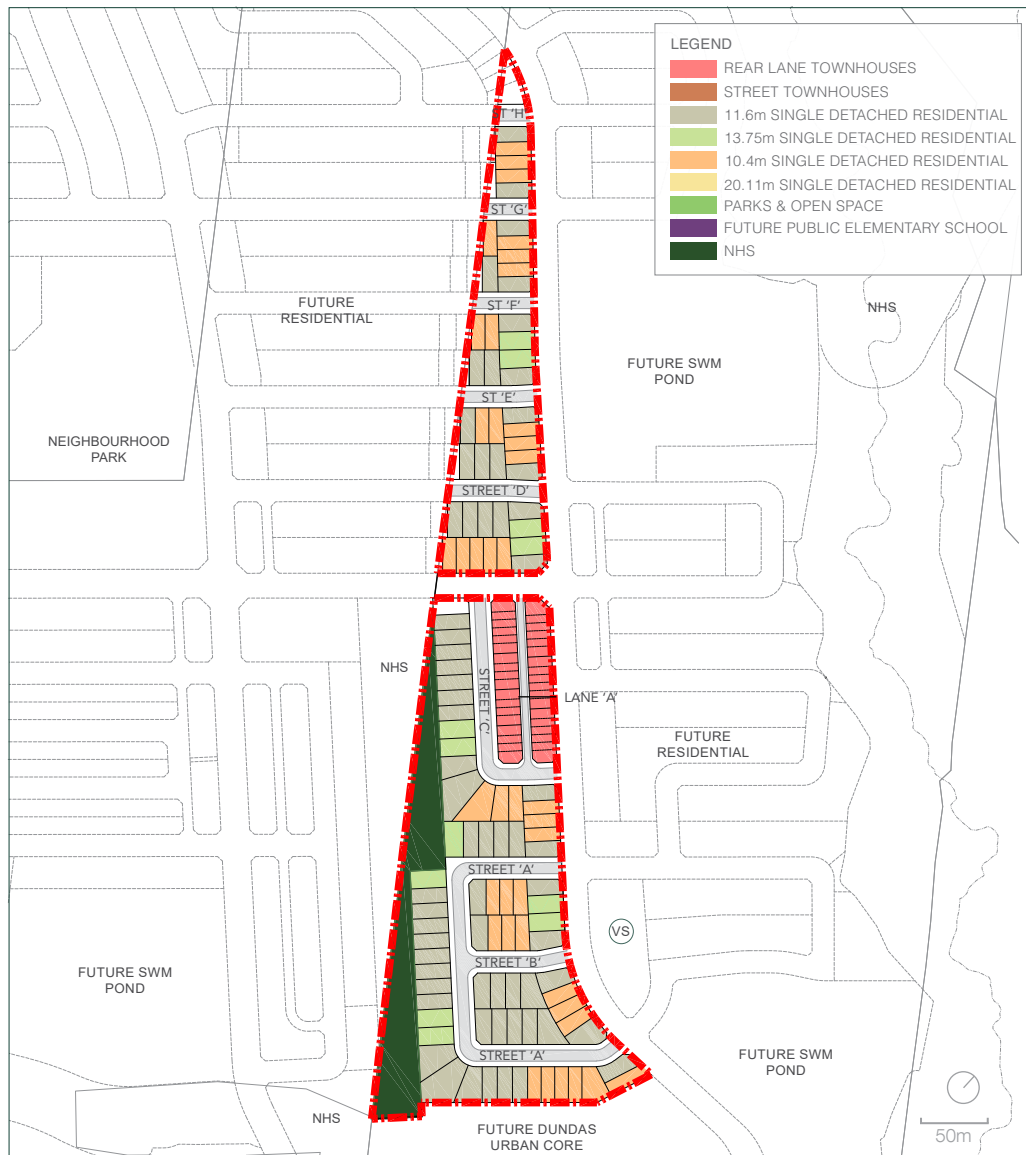 LEGEND
REAR LANE TOWNHOUSES
STREET TOWNHOUSES
11.6m SINGLE DETACHED RESIDENTIAL
13.75m SINGLE DETACHED RESIDENTIAL
10.4m SINGLE DETACHED RESIDENTIAL
20.11m SINGLE DETACHED RESIDENTIAL
PARKS & OPEN SPACE
FUTURE PUBLIC ELEMENTARY SCHOOL
NHS
ST 'H'
ST 'G'
ST 'F'
FUTURE
RESIDENTIAL
NHS
FUTURE SWM
POND
ST 'E'
NEIGHBOURHOOD
PARK
STREET 'D'
NHS
STREET 'C'
LANE 'A'
FUTURE
RESIDENTIAL
STREET 'A'
VS
STREET 'B'
FUTURE SWM
POND
STREET 'A'
FUTURE SWM
POND
NHS
FUTURE DUNDAS
URBAN CORE
50m